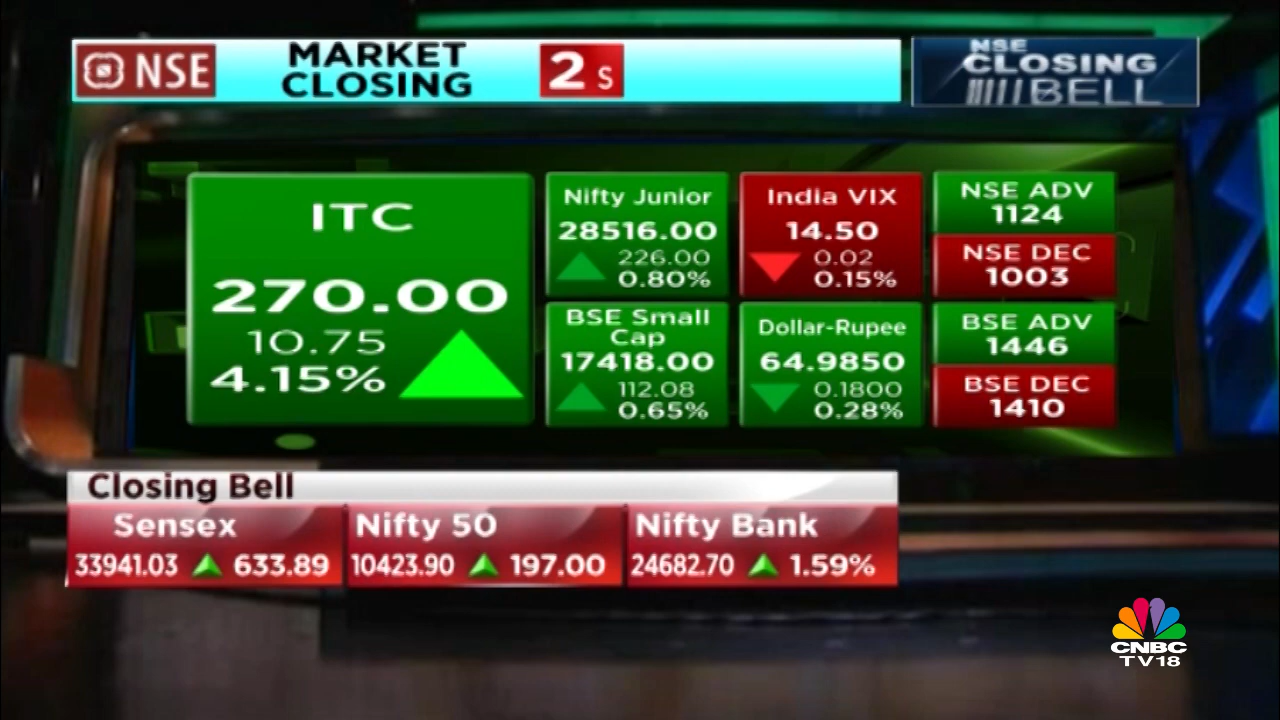 NSE
MARKET
CLOSING
2 S
NSE
CLOSING
BELL
ITC
270.00
10.75
4.15%
Nifty Junior
28516.00
226.00
0.80%
India VIX
14.50
0.02
0.15%
NSE ADV
1124
NSE DEC
1003
BSE Small
Cap
17418.00
112.08
0.65%
Dollar-Rupee
64.9850
0.1800
0.28%
BSE ADV
1446
BSE DEC
1410
Closing Bell
Sensex
33941.03 633.89
Nifty 50
10423.90 197.00
Nifty Bank
24682.70 1.59%
CNBC
TV18